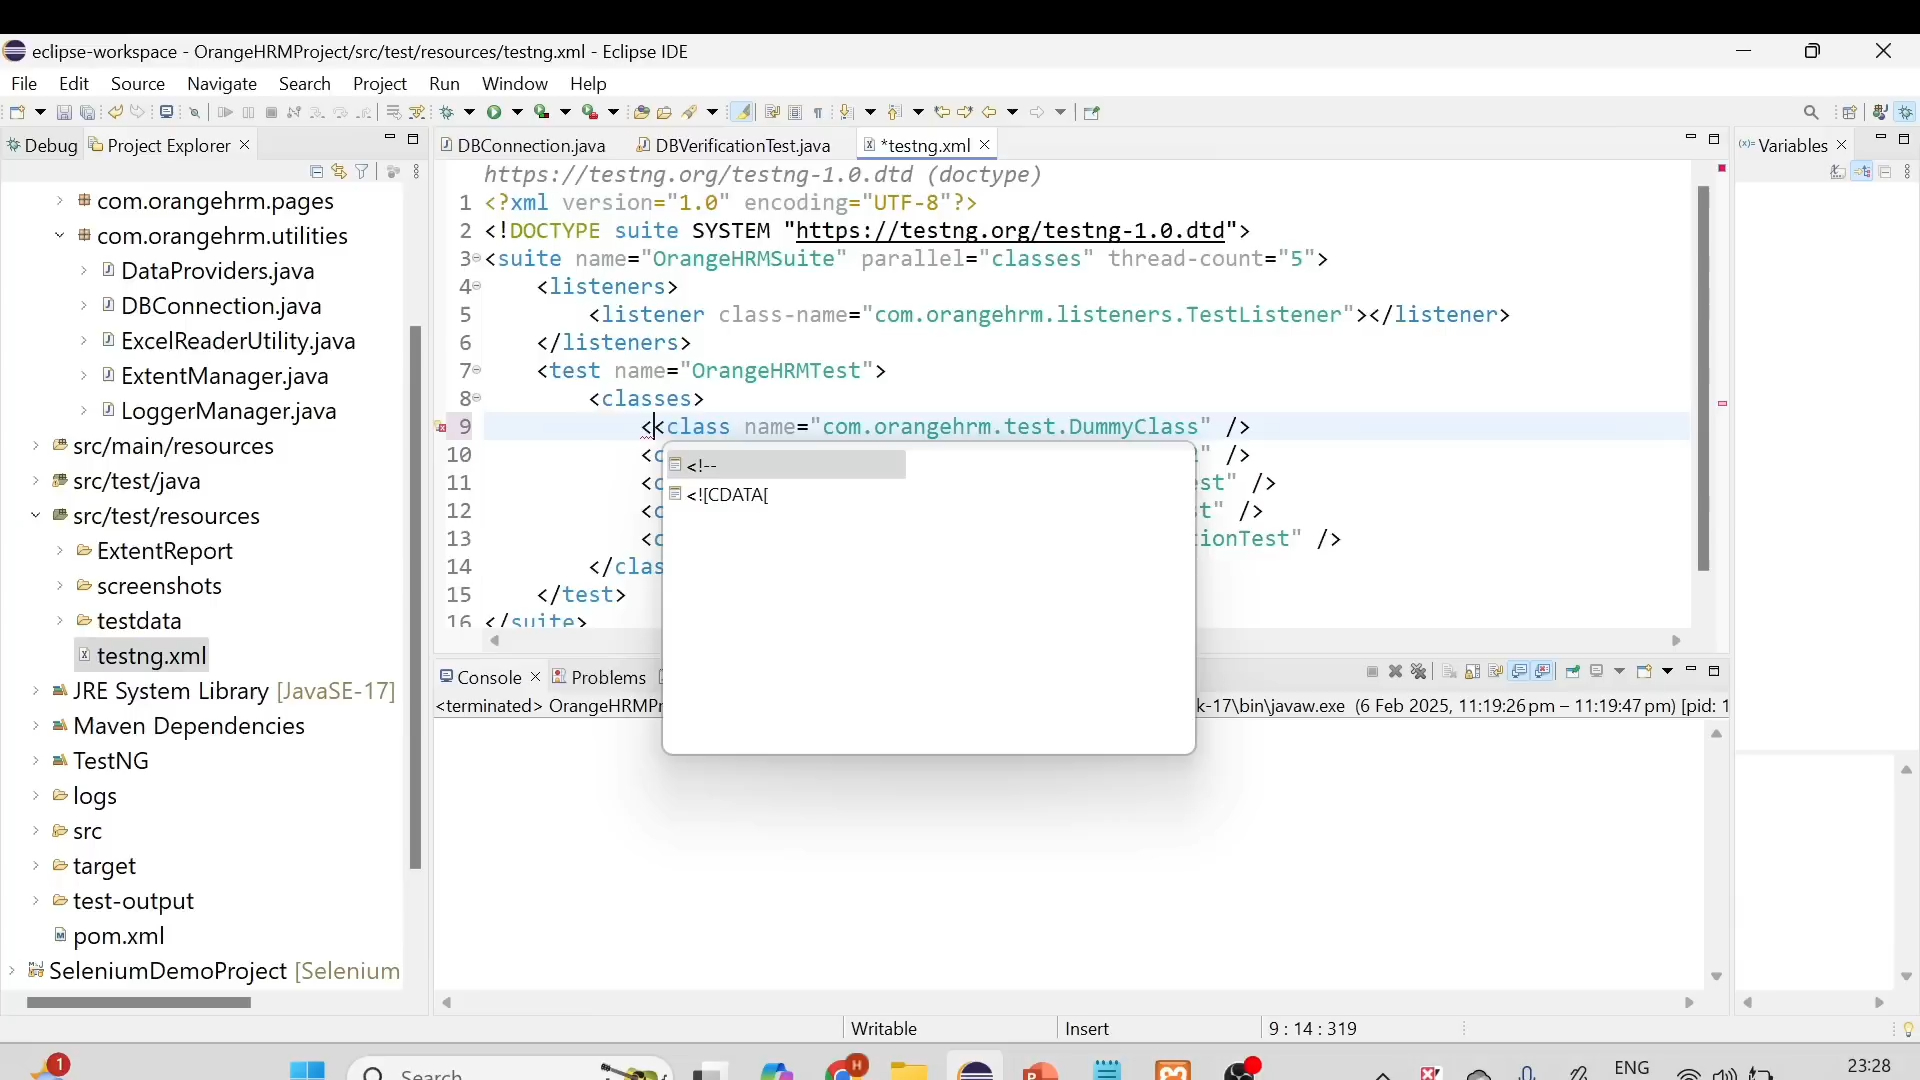 eclipse-workspace - OrangeHRMProject/src/test/resources/testng.xml - Eclipse IDE
File Edit Source Navigate Search Project Run Window Help
Debug Project Explorer
com.orangehrm.pages
com.orangehrm.utilities
DataProviders.java
DBConnection.java
ExcelReaderUtility.java
ExtentManager.java
LoggerManager.java
src/main/resources
src/test/java
src/test/resources
ExtentReport
screenshots
testdata
testng.xml
JRE System Library [JavaSE-17]
Maven Dependencies
TestNG
logs
src
target
test-output
pom.xml
SeleniumDemoProject [Selenium
DBConnection.java DBVerificationTest.java *testng.xml
https://testng.org/testng-1.0.dtd (doctype)
1 <?xml version="1.0" encoding="UTF-8"?>
2 <!DOCTYPE suite SYSTEM "https://testng.org/testng-1.0.dtd">
3 <suite name="OrangeHRMSuite" parallel="classes" thread-count="5">
4 <listeners>
5 <listener class-name="com.orangehrm.listeners.TestListener"></listener>
6 </listeners>
7 <test name="OrangeHRMTest">
8 <classes>
9 <<class name="com.orangehrm.test.DummyClass" />
10 <c " />
11 <c st" />
12 <c t" />
13 <c ionTest" />
14 </clas
15 </test>
16 </suite>
<!--
<![CDATA[
Console Problems
<terminated> OrangeHRMPr k-17\bin\javaw.exe (6 Feb 2025, 11:19:26 pm – 11:19:47 pm) [pid: 1
Variables
Writable Insert 9 : 14 : 319
1 Search H ENG 23:28